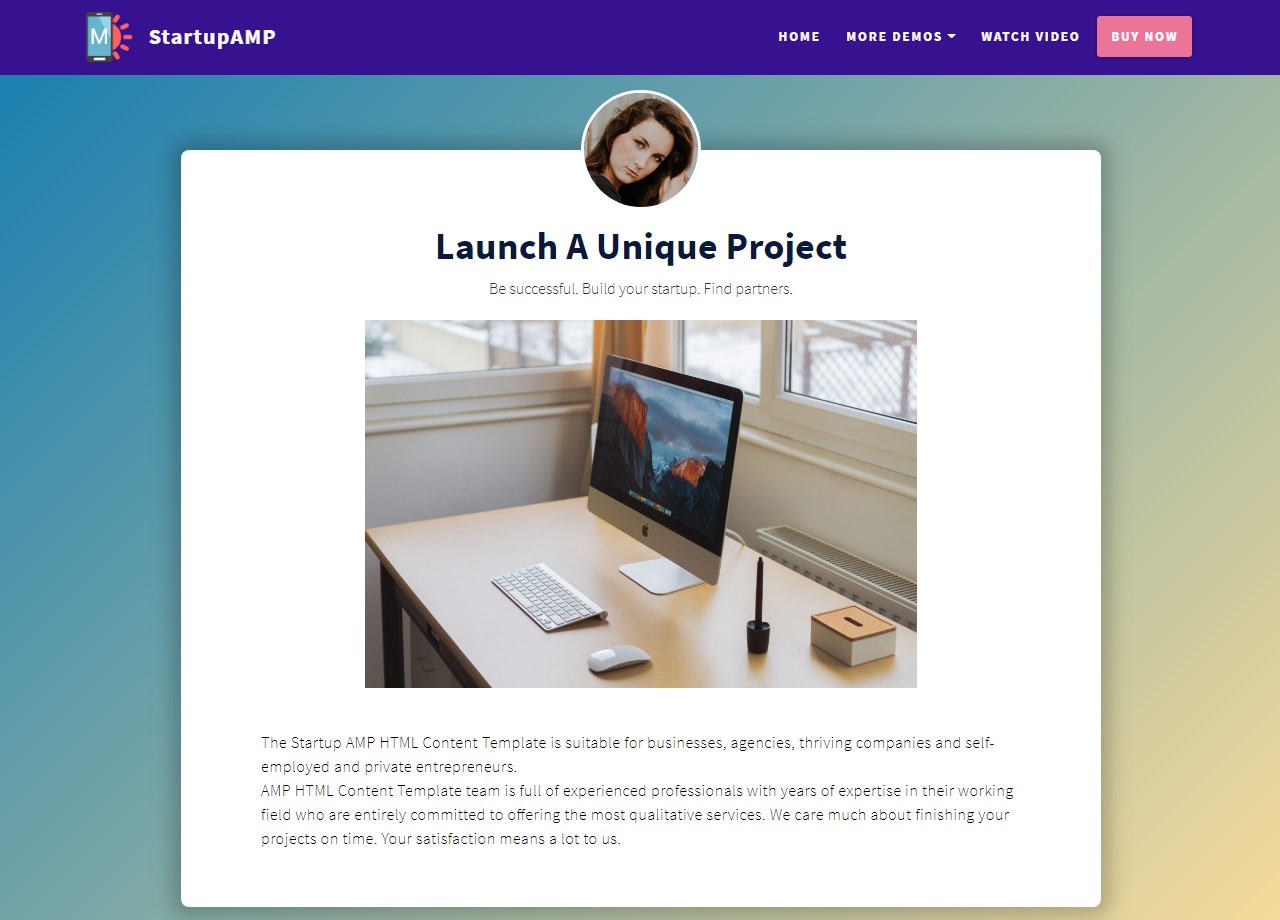 M
StartupAMP
HOME
MORE DEMOS
WATCH VIDEO
BUY NOW
Launch A Unique Project
Be successful. Build your startup. Find partners.
The Startup AMP HTML Content Template is suitable for businesses, agencies, thriving companies and self-
employed and private entrepreneurs.
AMP HTML Content Template team is full of experienced professionals with years of expertise in their working
field who are entirely committed to offering the most qualitative services. We care much about finishing your
projects on time. Your satisfaction means a lot to us.